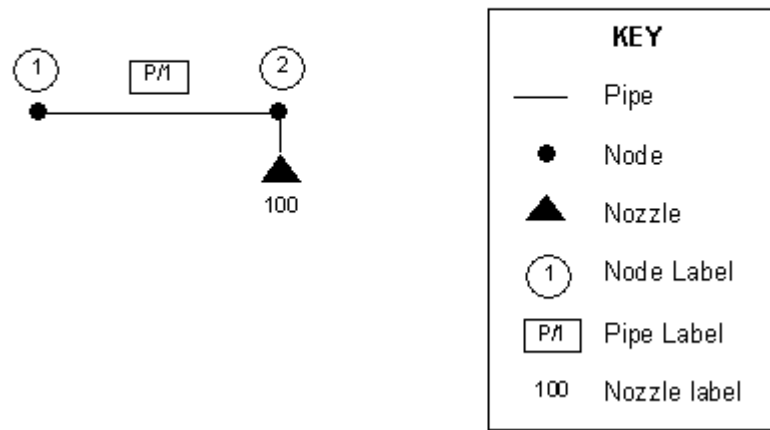 1
P/1
2
100
KEY
Pipe
Node
Nozzle
1 Node Label
P/1 Pipe Label
100 Nozzle label